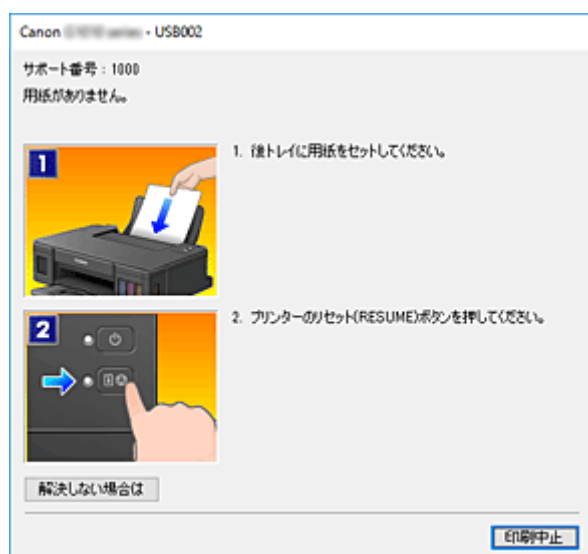 Canon - USB002
サポート番号 : 1000
用紙がありません。
1
1. 後トレイに用紙をセットしてください。
2
2. プリンターのリセット(RESUME)ボタンを押してください。
解決しない場合は
印刷中止